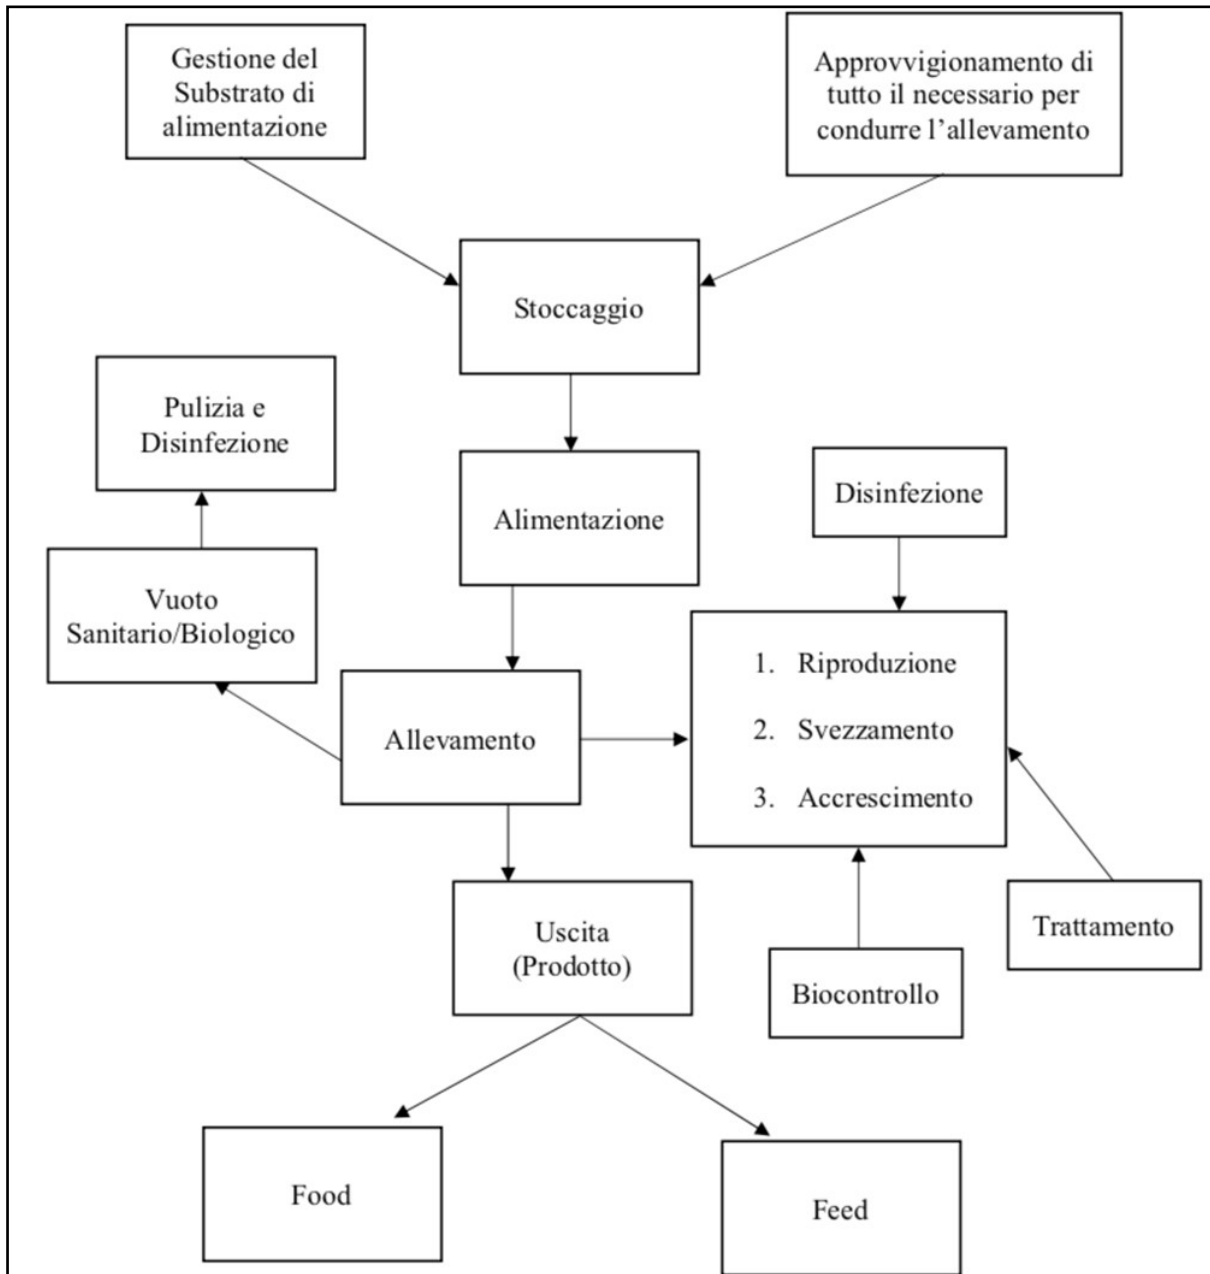 Gestione del
Substrato di
alimentazione
Approvvigionamento di
tutto il necessario per
condurre l’allevamento
Stoccaggio
Pulizia e
Disinfezione
Alimentazione
Disinfezione
Vuoto
Sanitario/Biologico
1. Riproduzione
2. Svezzamento
3. Accrescimento
Allevamento
Uscita
(Prodotto)
Trattamento
Biocontrollo
Food
Feed